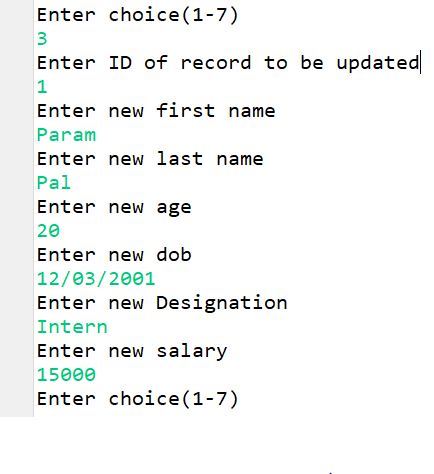 Enter choice(1-7)
3
Enter ID of record to be updated
1
Enter new first name
Param
Enter new last name
Pal
Enter new age
20
Enter new dob
12/03/2001
Enter new Designation
Intern
Enter new salary
15000
Enter choice(1-7)